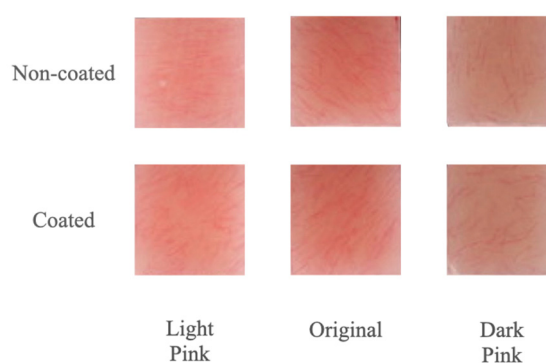 Non-coated
Coated
Light
Pink
Original
Dark
Pink